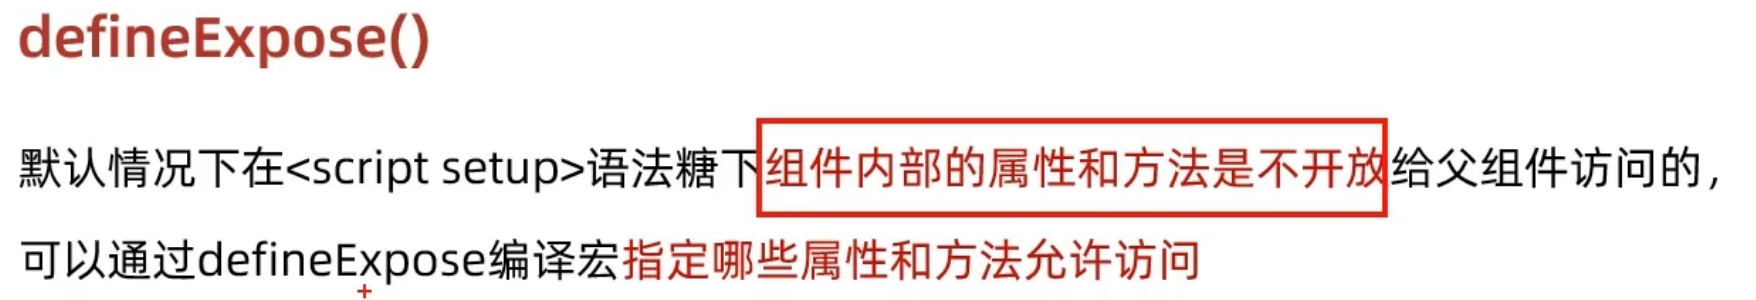 defineExpose()
默认情况下在<script setup>语法糖下组件内部的属性和方法是不开放给父组件访问的，
可以通过defineExpose编译宏指定哪些属性和方法允许访问